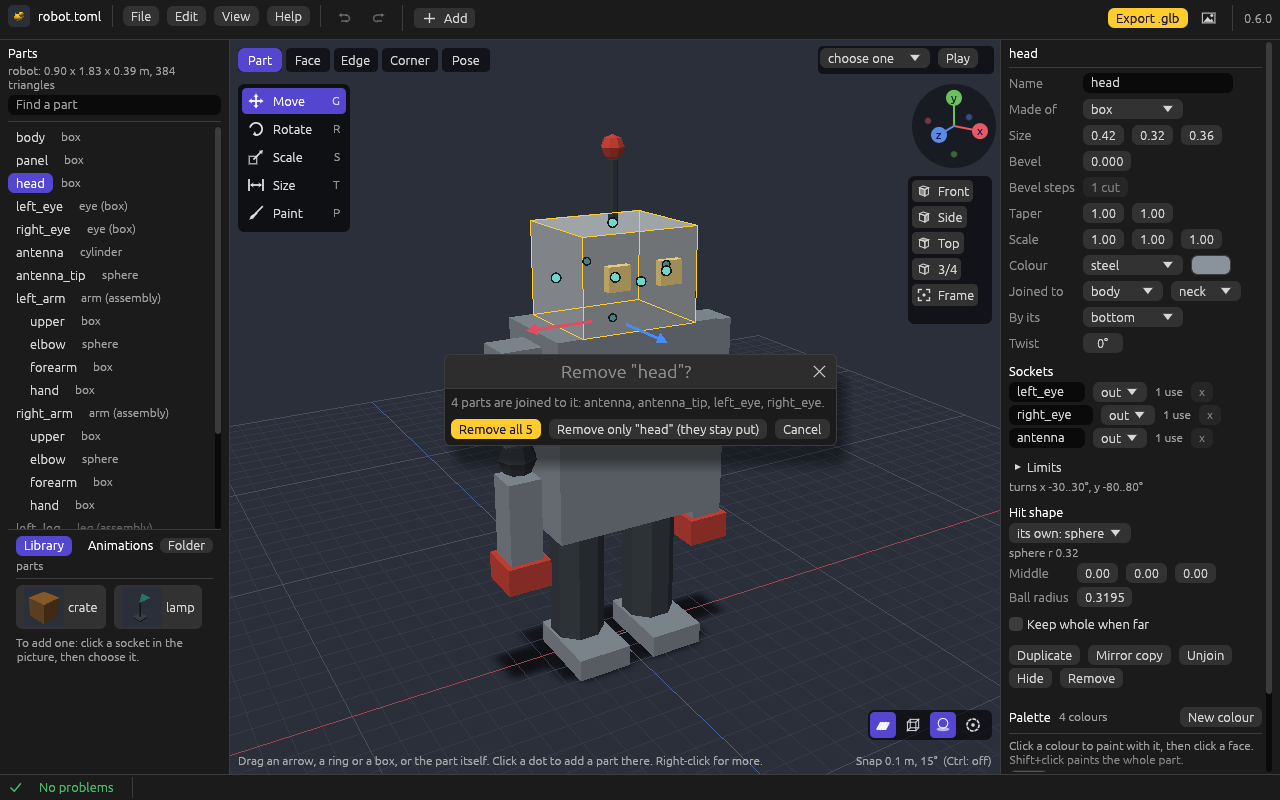 robot.toml File Edit View Help Add Export .glb 0.6.0
Parts
robot: 0.90 x 1.83 x 0.39 m, 384
triangles
Find a part
body box
panel box
head box
left_eye eye (box)
right_eye eye (box)
antenna cylinder
antenna_tip sphere
left_arm arm (assembly)
upper box
elbow sphere
forearm box
hand box
right_arm arm (assembly)
upper box
elbow sphere
forearm box
hand box
left_leg leg (assembly)
Library Animations Folder
parts
crate lamp
To add one: click a socket in the
picture, then choose it.
Part Face Edge Corner Pose
Move G
Rotate R
Scale S
Size T
Paint P
choose one Play
y
z x
Front
Side
Top
3/4
Frame
Remove "head"?
4 parts are joined to it: antenna, antenna_tip, left_eye, right_eye.
Remove all 5 Remove only "head" (they stay put) Cancel
Drag an arrow, a ring or a box, or the part itself. Click a dot to add a part there. Right-click for more.
Snap 0.1 m, 15° (Ctrl: off)
head
Name head
Made of box
Size 0.42 0.32 0.36
Bevel 0.000
Bevel steps 1 cut
Taper 1.00 1.00
Scale 1.00 1.00 1.00
Colour steel
Joined to body neck
By its bottom
Twist 0°
Sockets
left_eye out 1 use x
right_eye out 1 use x
antenna out 1 use x
Limits
turns x -30..30°, y -80..80°
Hit shape
its own: sphere
sphere r 0.32
Middle 0.00 0.00 0.00
Ball radius 0.3195
Keep whole when far
Duplicate Mirror copy Unjoin
Hide Remove
Palette 4 colours New colour
Click a colour to paint with it, then click a face.
Shift+click paints the whole part.
No problems